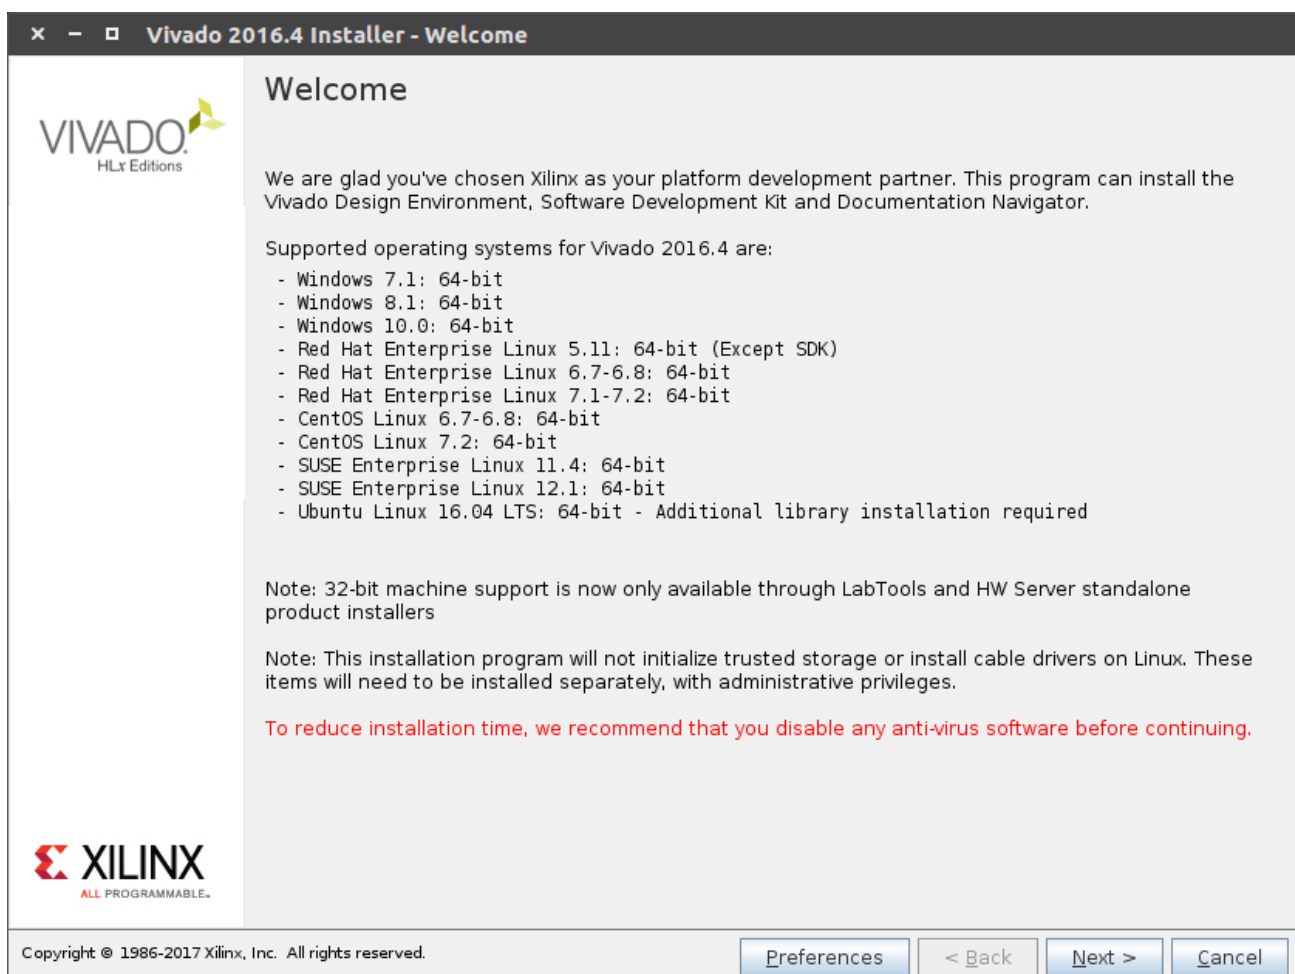 Vivado 2016.4 Installer - Welcome
VIVADO.
HLx Editions
Welcome
We are glad you've chosen Xilinx as your platform development partner. This program can install the
Vivado Design Environment, Software Development Kit and Documentation Navigator.
Supported operating systems for Vivado 2016.4 are:
- Windows 7.1: 64-bit
- Windows 8.1: 64-bit
- Windows 10.0: 64-bit
- Red Hat Enterprise Linux 5.11: 64-bit (Except SDK)
- Red Hat Enterprise Linux 6.7-6.8: 64-bit
- Red Hat Enterprise Linux 7.1-7.2: 64-bit
- CentOS Linux 6.7-6.8: 64-bit
- CentOS Linux 7.2: 64-bit
- SUSE Enterprise Linux 11.4: 64-bit
- SUSE Enterprise Linux 12.1: 64-bit
- Ubuntu Linux 16.04 LTS: 64-bit - Additional library installation required
Note: 32-bit machine support is now only available through LabTools and HW Server standalone
product installers
Note: This installation program will not initialize trusted storage or install cable drivers on Linux. These
items will need to be installed separately, with administrative privileges.
To reduce installation time, we recommend that you disable any anti-virus software before continuing.
XILINX
ALL PROGRAMMABLE™
Copyright © 1986-2017 Xilinx, Inc. All rights reserved.
Preferences
< Back
Next >
Cancel